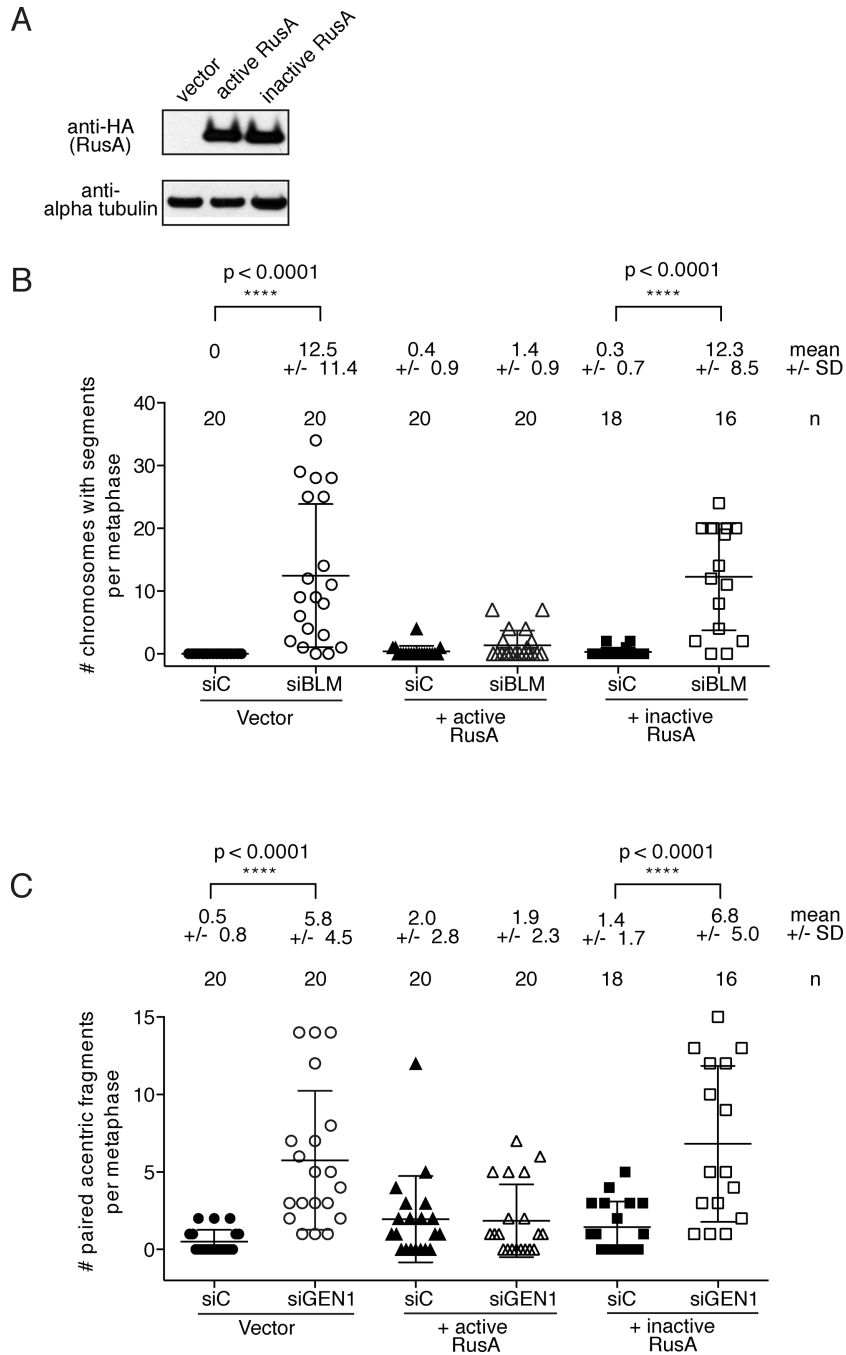 A
vector
active RusA
inactive RusA
anti-HA
(RusA)
anti-
alpha tubulin
B
p < 0.0001
****
p < 0.0001
****
0 12.5 0.4 1.4 0.3 12.3 mean
+/- 11.4 +/- 0.9 +/- 0.9 +/- 0.7 +/- 8.5 +/- SD
20 20 20 20 18 16 n
# chromosomes with segments
per metaphase
40
30
20
10
0
siC siBLM siC siBLM siC siBLM
Vector + active + inactive
RusA RusA
C
p < 0.0001
****
p < 0.0001
****
0.5 5.8 2.0 1.9 1.4 6.8 mean
+/- 0.8 +/- 4.5 +/- 2.8 +/- 2.3 +/- 1.7 +/- 5.0 +/- SD
20 20 20 20 18 16 n
# paired acentric fragments
per metaphase
15
10
5
0
siC siGEN1 siC siGEN1 siC siGEN1
Vector + active + inactive
RusA RusA